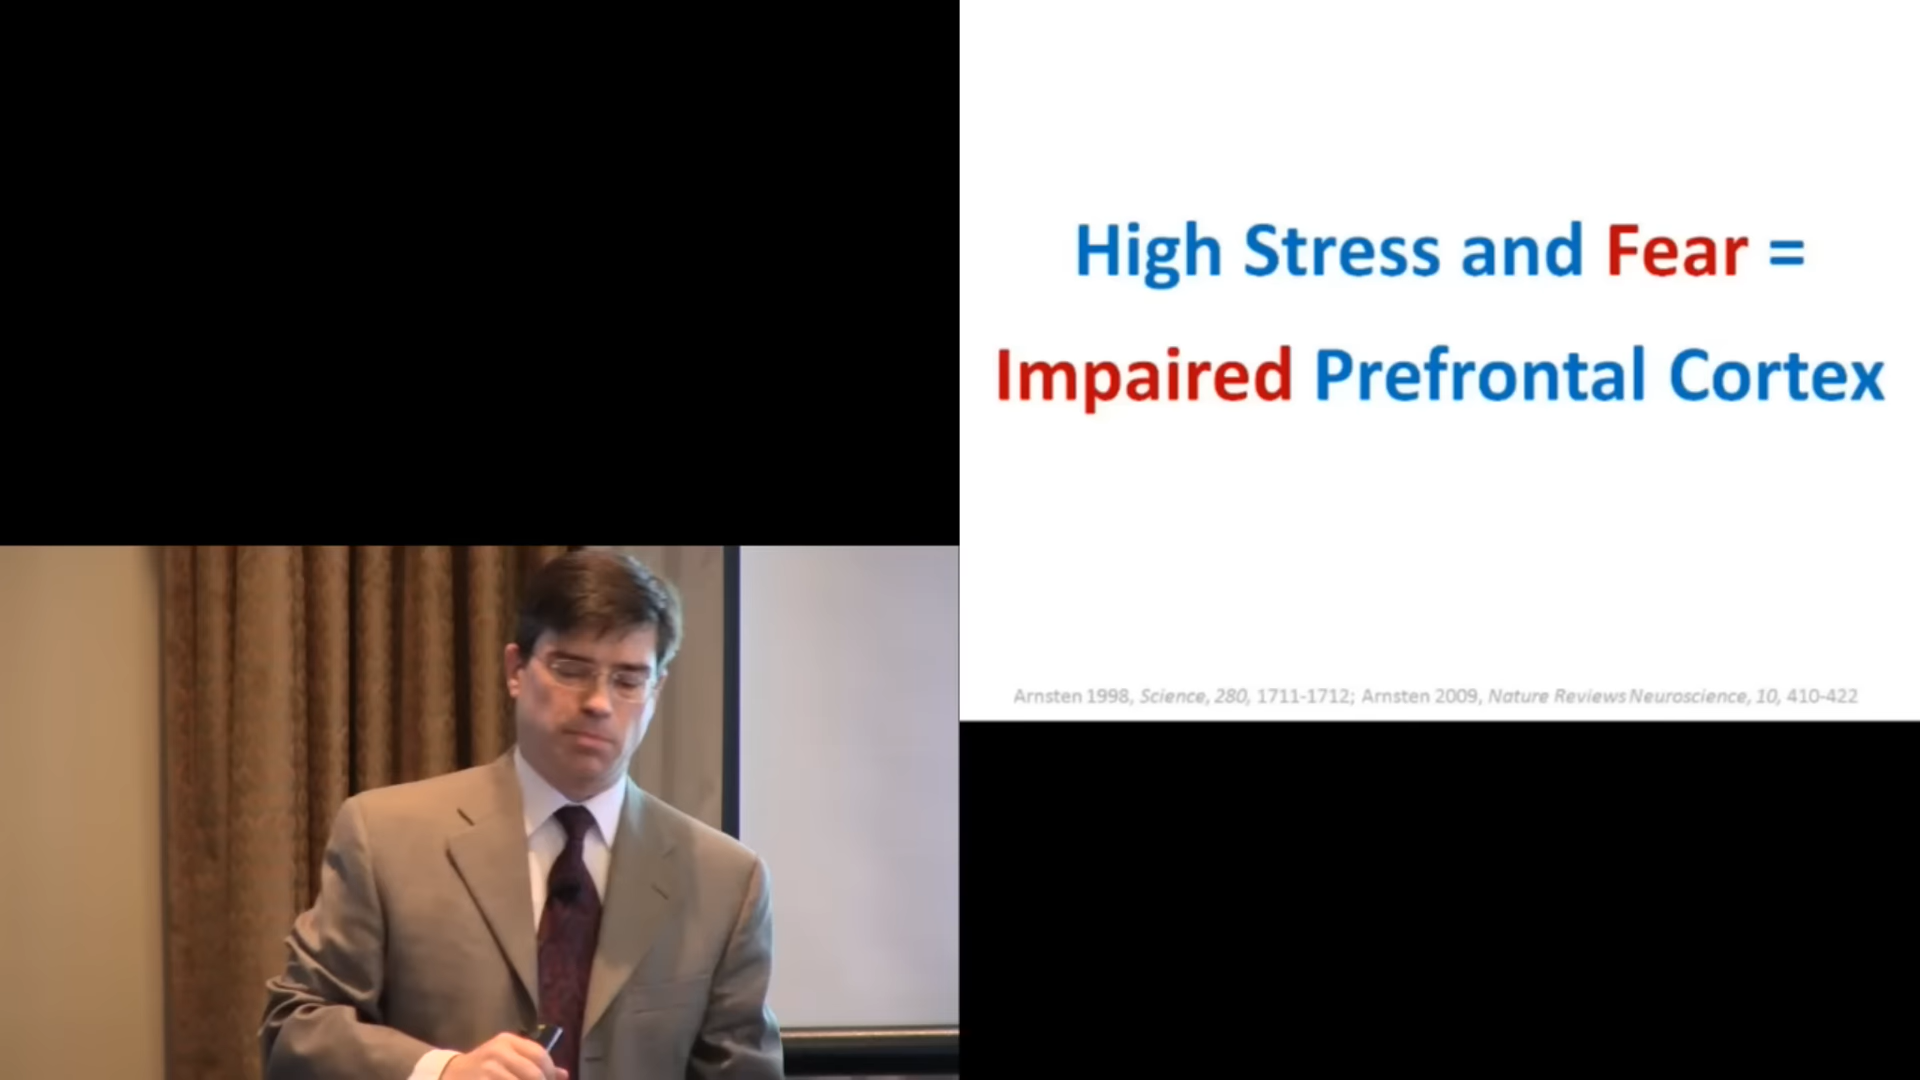 High Stress and Fear =
Impaired Prefrontal Cortex
Arnsten 1998, Science, 280, 1711-1712; Arnsten 2009, Nature Reviews Neuroscience, 10, 410-422